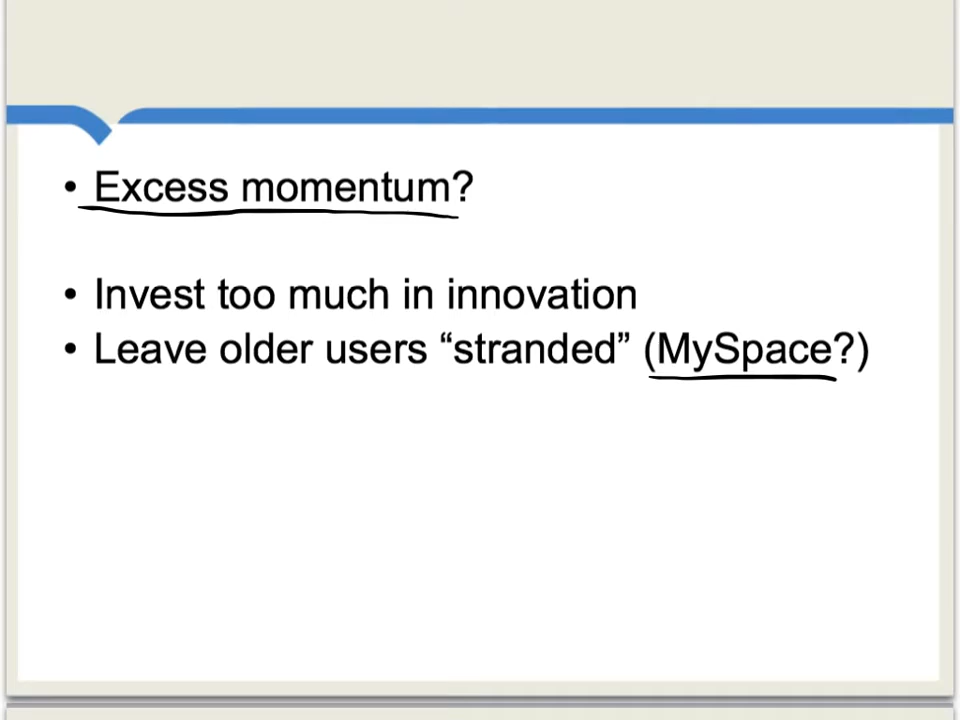 • Excess momentum?
• Invest too much in innovation
• Leave older users “stranded” (MySpace?)